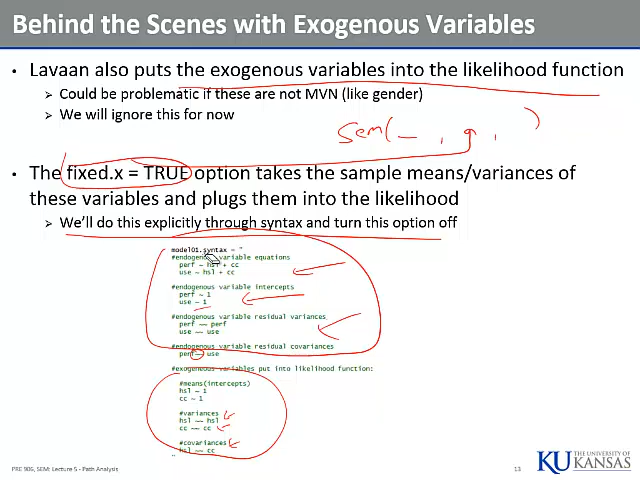 Behind the Scenes with Exogenous Variables
• Lavaan also puts the exogenous variables into the likelihood function
➢ Could be problematic if these are not MVN (like gender)
➢ We will ignore this for now
sem(— , , )
• The fixed.x = TRUE option takes the sample means/variances of
these variables and plugs them into the likelihood
➢ We'll do this explicitly through syntax and turn this option off
model01.syntax = "
#endogenous variable equations
perf ~ hsl + cc
use ~ hsl + cc
#endogenous variable intercepts
perf ~ 1
use ~ 1
#endogenous variable residual variances
perf ~~ perf
use ~~ use
#endogenous variable residual covariances
perf ~~ use
#exogeneous variables put into likelihood function:
#means(intercepts)
hsl ~ 1
cc ~ 1
#variances
hsl ~~ hsl
cc ~~ cc
#covariances
hsl ~~ cc
"
PRE 906, SEM: Lecture 5 - Path Analysis
13
KU THE UNIVERSITY OF
KANSAS